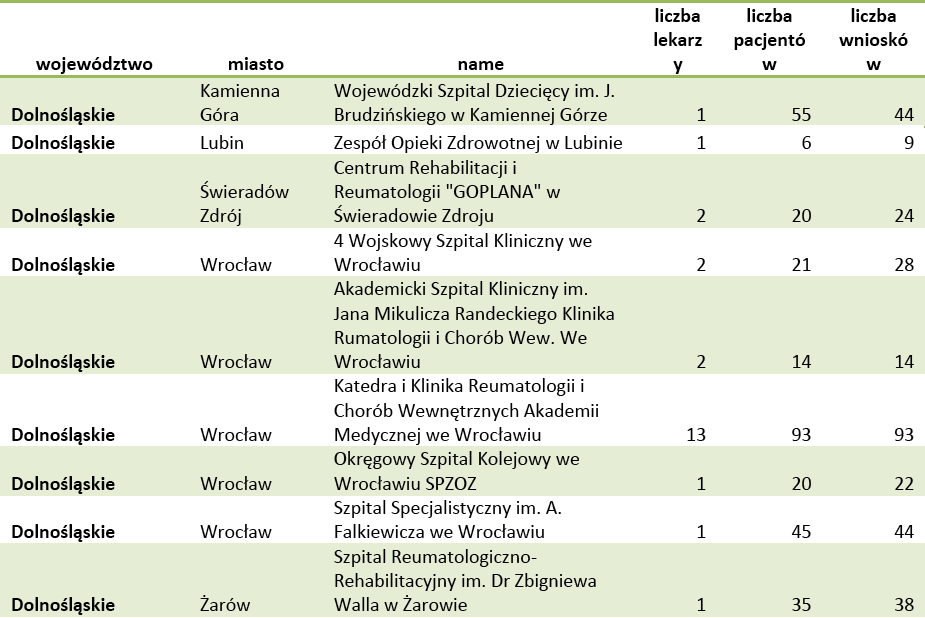 liczba liczba liczba
lekarz pacjentó wnioskó
województwo miasto name y w w
Kamienna Wojewódzki Szpital Dziecięcy im. J.
Dolnośląskie Góra Brudzińskiego w Kamiennej Górze 1 55 44
Dolnośląskie Lubin Zespół Opieki Zdrowotnej w Lubinie 1 6 9
Centrum Rehabilitacji i
Świeradów Reumatologii "GOPLANA" w
Dolnośląskie Zdrój Świeradowie Zdroju 2 20 24
4 Wojskowy Szpital Kliniczny we
Dolnośląskie Wrocław Wrocławiu 2 21 28
Akademicki Szpital Kliniczny im.
Jana Mikulicza Randeckiego Klinika
Rumatologii i Chorób Wew. We
Dolnośląskie Wrocław Wrocławiu 2 14 14
Katedra i Klinika Reumatologii i
Chorób Wewnętrznych Akademii
Dolnośląskie Wrocław Medycznej we Wrocławiu 13 93 93
Okręgowy Szpital Kolejowy we
Dolnośląskie Wrocław Wrocławiu SPZOZ 1 20 22
Szpital Specjalistyczny im. A.
Dolnośląskie Wrocław Falkiewicza we Wrocławiu 1 45 44
Szpital Reumatologiczno-
Rehabilitacyjny im. Dr Zbigniewa
Dolnośląskie Żarów Walla w Żarowie 1 35 38